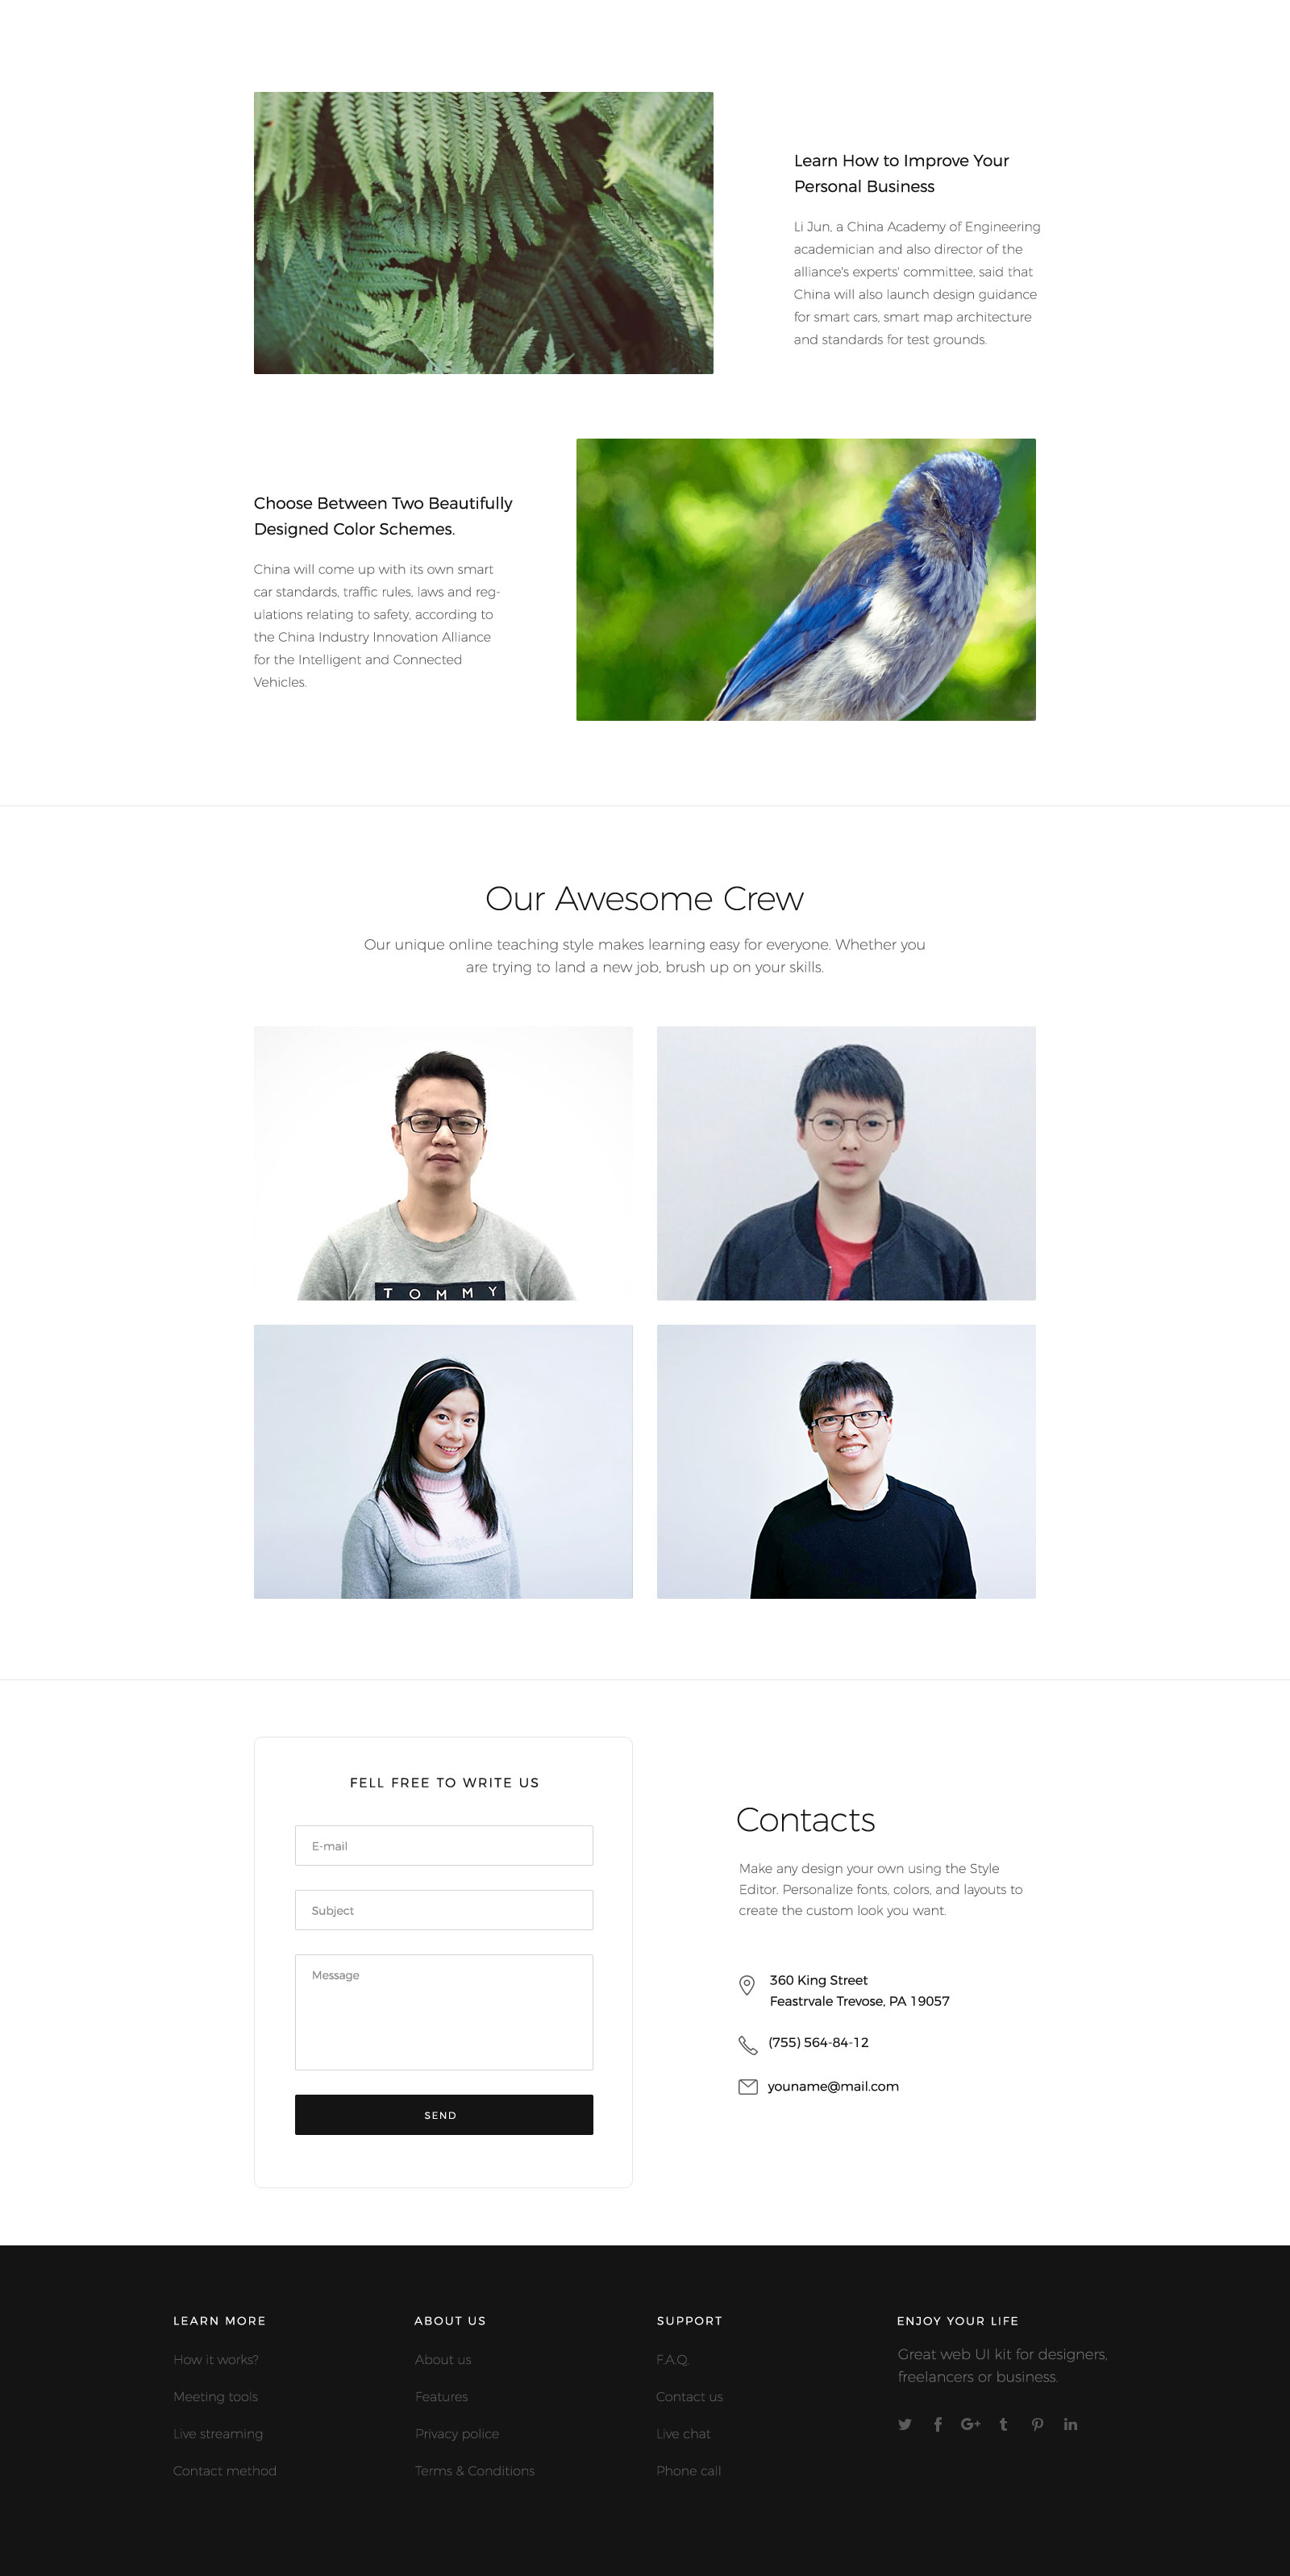 Learn How to Improve Your
Personal Business
Li Jun, a China Academy of Engineering
academician and also director of the
alliance's experts' committee, said that
China will also launch design guidance
for smart cars, smart map architecture
and standards for test grounds.
Choose Between Two Beautifully
Designed Color Schemes.
China will come up with its own smart
car standards, traffic rules, laws and reg-
ulations relating to safety, according to
the China Industry Innovation Alliance
for the Intelligent and Connected
Vehicles.
Our Awesome Crew
Our unique online teaching style makes learning easy for everyone. Whether you
are trying to land a new job, brush up on your skills.
TOMMY
FELL FREE TO WRITE US
E-mail
Subject
Message
SEND
Contacts
Make any design your own using the Style
Editor. Personalize fonts, colors, and layouts to
create the custom look you want.
360 King Street
Feastrvale Trevose, PA 19057
(755) 564-84-12
youname@mail.com
LEARN MORE
How it works?
Meeting tools
Live streaming
Contact method
ABOUT US
About us
Features
Privacy police
Terms & Conditions
SUPPORT
F.A.Q.
Contact us
Live chat
Phone call
ENJOY YOUR LIFE
Great web UI kit for designers,
freelancers or business.